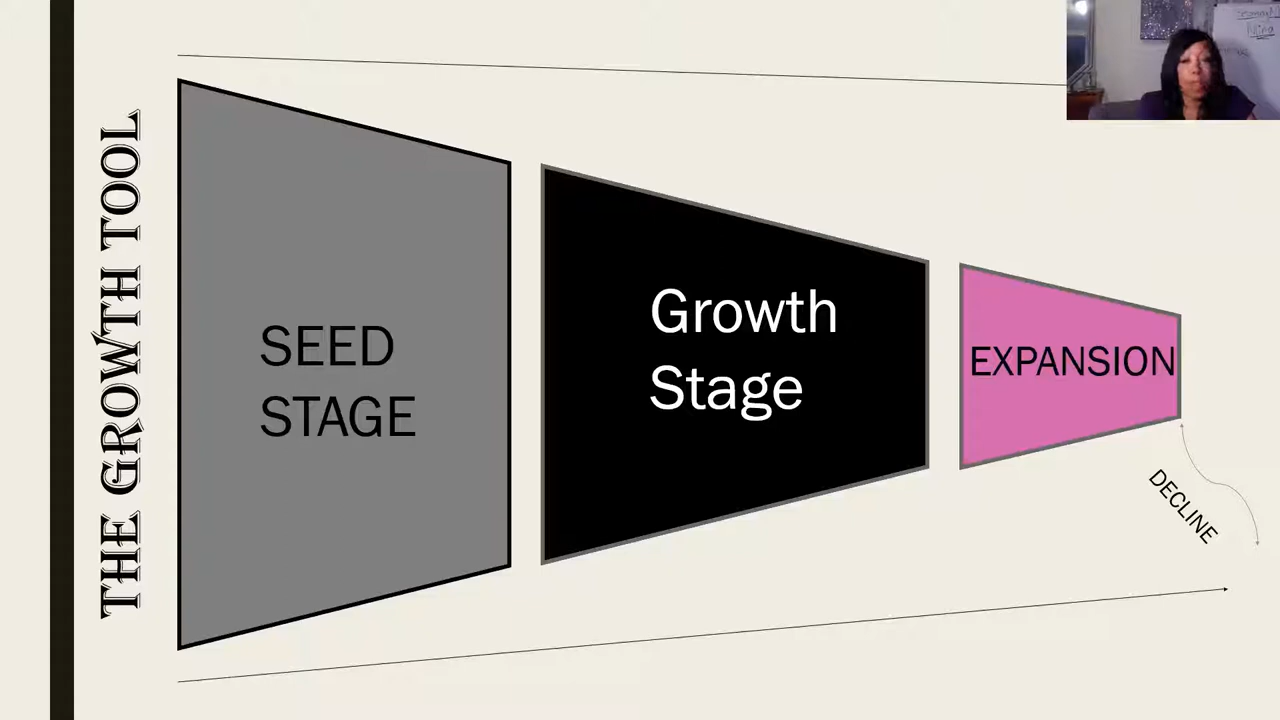 THE GROWTH TOOL
SEED
STAGE
Growth
Stage
EXPANSION
DECLINE